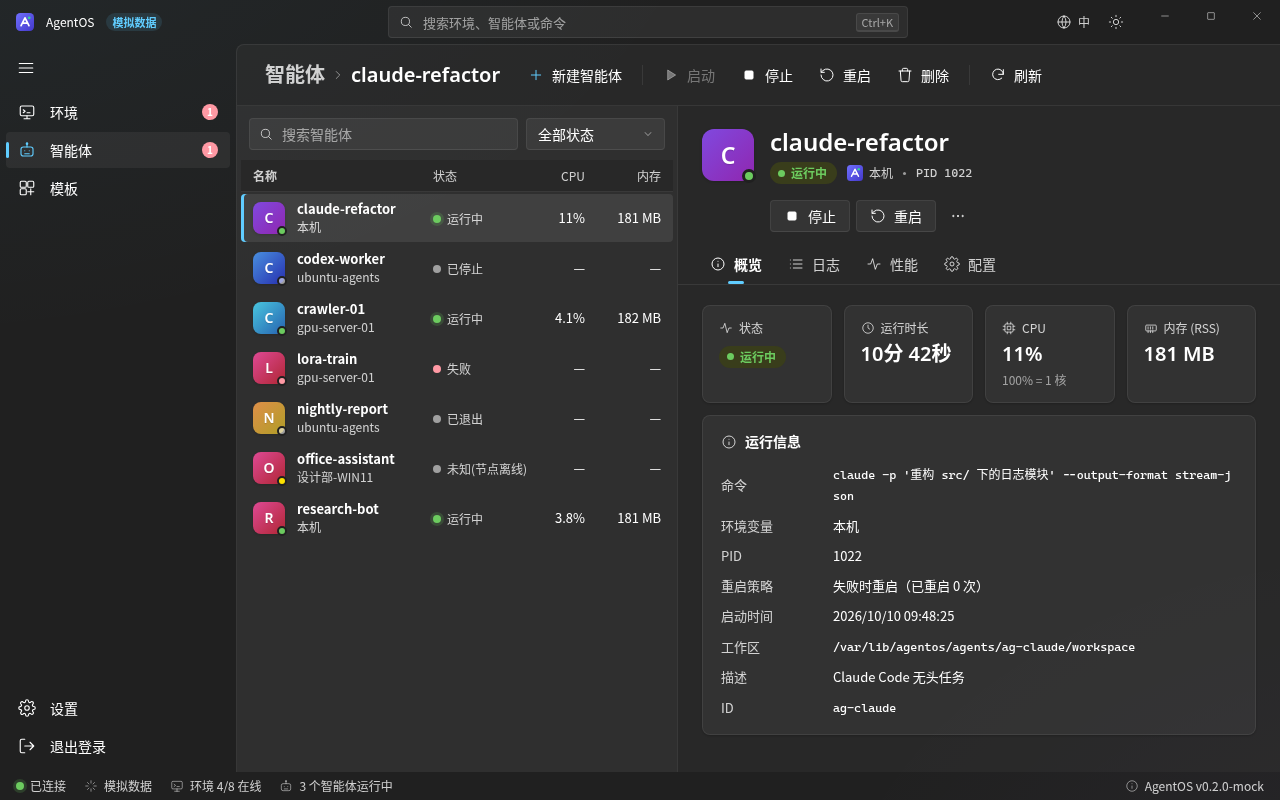 AgentOS 模拟数据
搜索环境、智能体或命令 Ctrl+K
中
环境 1
智能体 1
模板
设置
退出登录
智能体 › claude-refactor
新建智能体 启动 停止 重启 删除 刷新
搜索智能体 全部状态
名称 状态 CPU 内存
C claude-refactor 本机 运行中 11% 181 MB
C codex-worker ubuntu-agents 已停止 — —
C crawler-01 gpu-server-01 运行中 4.1% 182 MB
L lora-train gpu-server-01 失败 — —
N nightly-report ubuntu-agents 已退出 — —
O office-assistant 设计部-WIN11 未知(节点离线) — —
R research-bot 本机 运行中 3.8% 181 MB
C
claude-refactor
运行中 本机 • PID 1022
停止 重启 ···
概览 日志 性能 配置
状态
运行中
运行时长
10分 42秒
CPU
11%
100% = 1 核
内存 (RSS)
181 MB
运行信息
命令 claude -p '重构 src/ 下的日志模块' --output-format stream-j
son
环境变量 本机
PID 1022
重启策略 失败时重启（已重启 0 次）
启动时间 2026/10/10 09:48:25
工作区 /var/lib/agentos/agents/ag-claude/workspace
描述 Claude Code 无头任务
ID ag-claude
已连接 模拟数据 环境 4/8 在线 3 个智能体运行中 AgentOS v0.2.0-mock